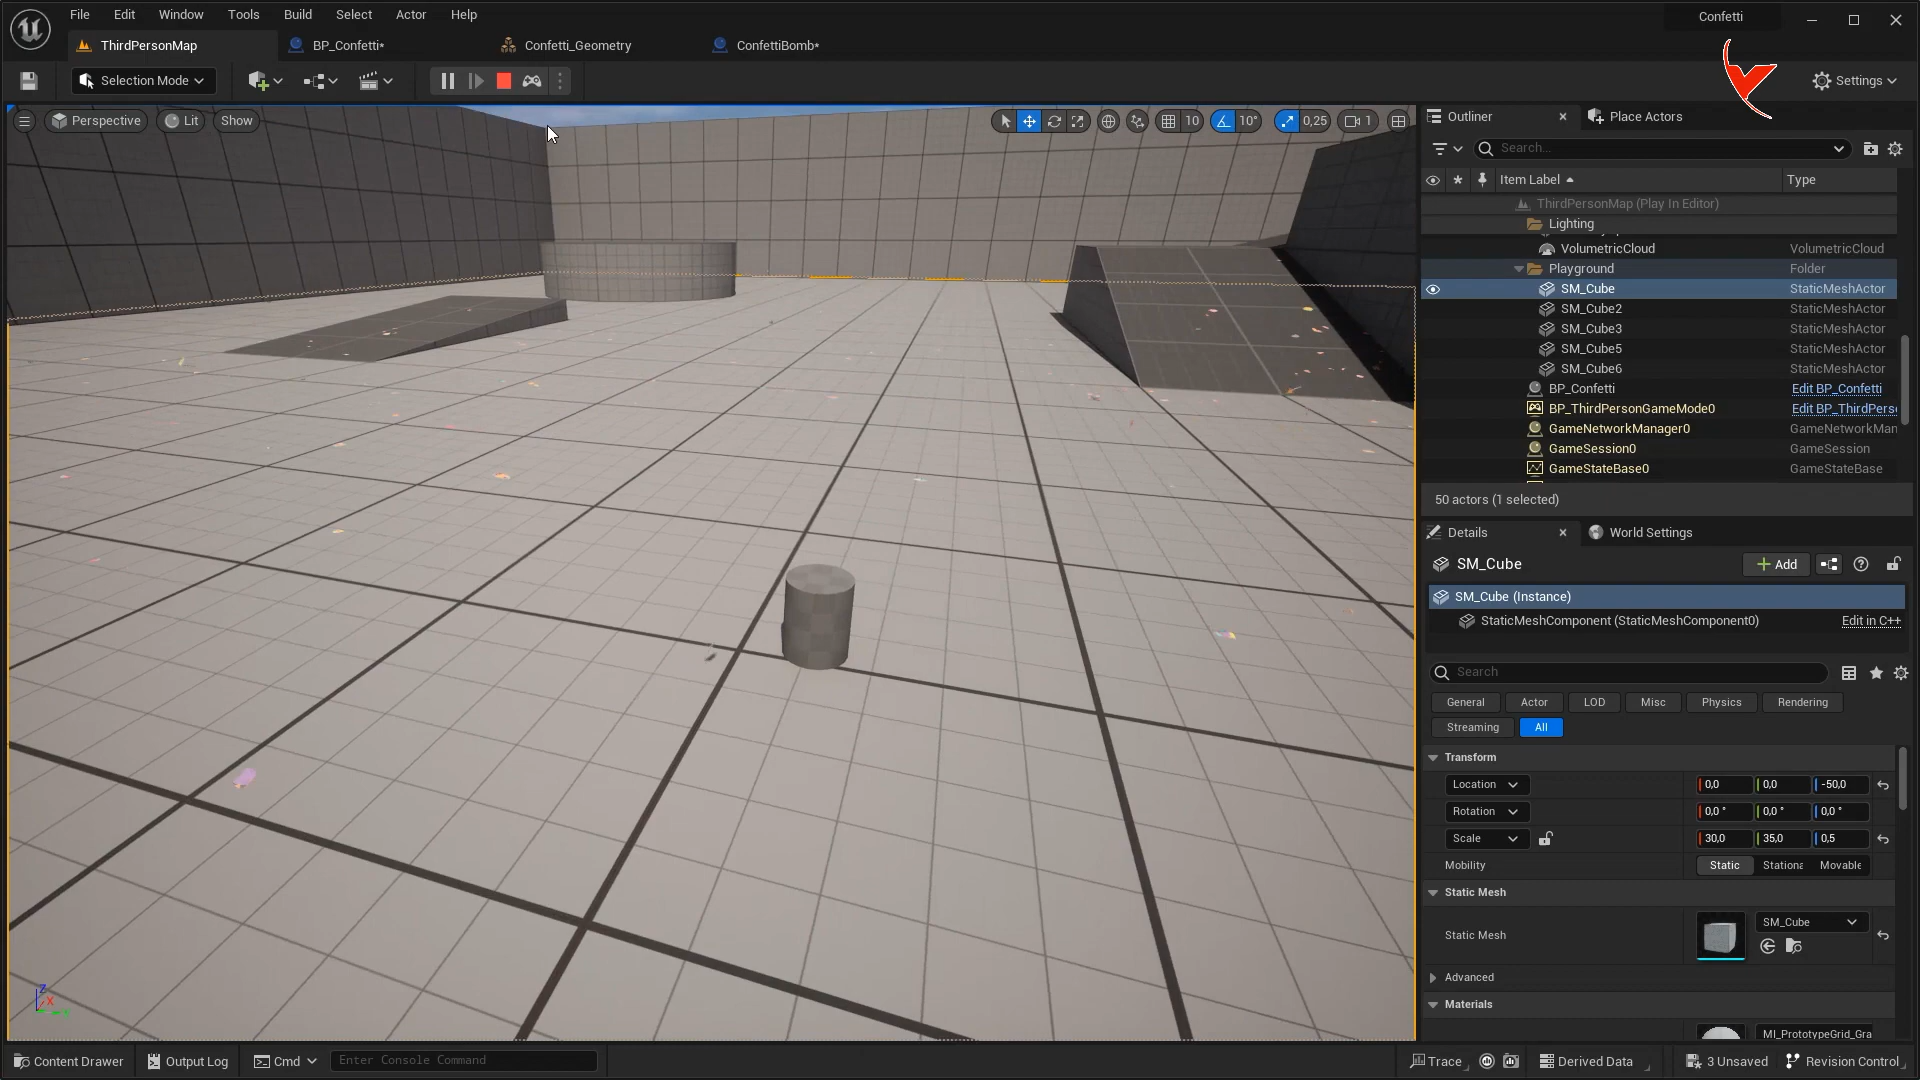 File Edit Window Tools Build Select Actor Help
Confetti
ThirdPersonMap
BP_Confetti*
Confetti_Geometry
ConfettiBomb*
Selection Mode
Settings
Perspective
Lit
Show
10
10°
0,25
1
Outliner
Place Actors
Search...
Item Label
Type
ThirdPersonMap (Play In Editor)
Lighting
VolumetricCloud VolumetricCloud
Playground Folder
SM_Cube StaticMeshActor
SM_Cube2 StaticMeshActor
SM_Cube3 StaticMeshActor
SM_Cube5 StaticMeshActor
SM_Cube6 StaticMeshActor
BP_Confetti Edit BP_Confetti
BP_ThirdPersonGameMode0 Edit BP_ThirdPers
GameNetworkManager0 GameNetworkMan
GameSession0 GameSession
GameStateBase0 GameStateBase
50 actors (1 selected)
Details
World Settings
SM_Cube
Add
SM_Cube (Instance)
StaticMeshComponent (StaticMeshComponent0) Edit in C++
Search
General Actor LOD Misc Physics Rendering
Streaming All
Transform
Location 0,0 0,0 -50,0
Rotation 0,0 ° 0,0 ° 0,0 °
Scale 30,0 35,0 0,5
Mobility Static Stationa Movable
Static Mesh
Static Mesh SM_Cube
Advanced
Materials
MI_PrototypeGrid_Gra
Z
X
Y
Content Drawer
Output Log
Cmd
Enter Console Command
Trace
Derived Data
3 Unsaved
Revision Control